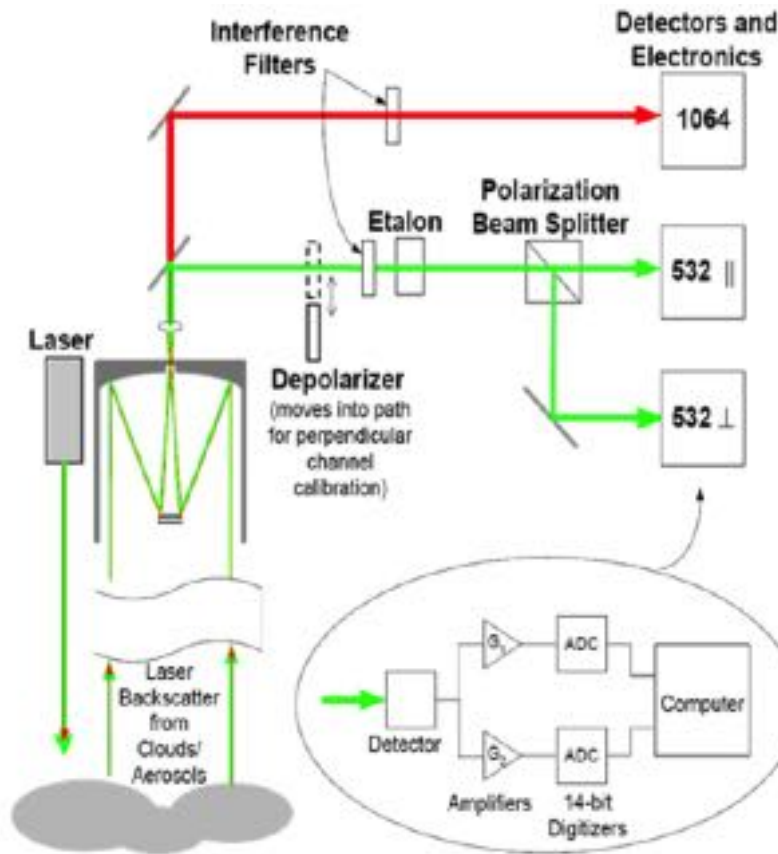 Interference
Filters
Detectors and
Electronics
1064
Polarization
Beam Splitter
Etalon
532 ||
Laser
Depolarizer
(moves into path
for perpendicular
channel
calibration)
532 ⊥
Laser
Backscatter
from
Clouds/
Aerosols
G1
ADC
Detector
Computer
G2
ADC
Amplifiers
14-bit
Digitizers